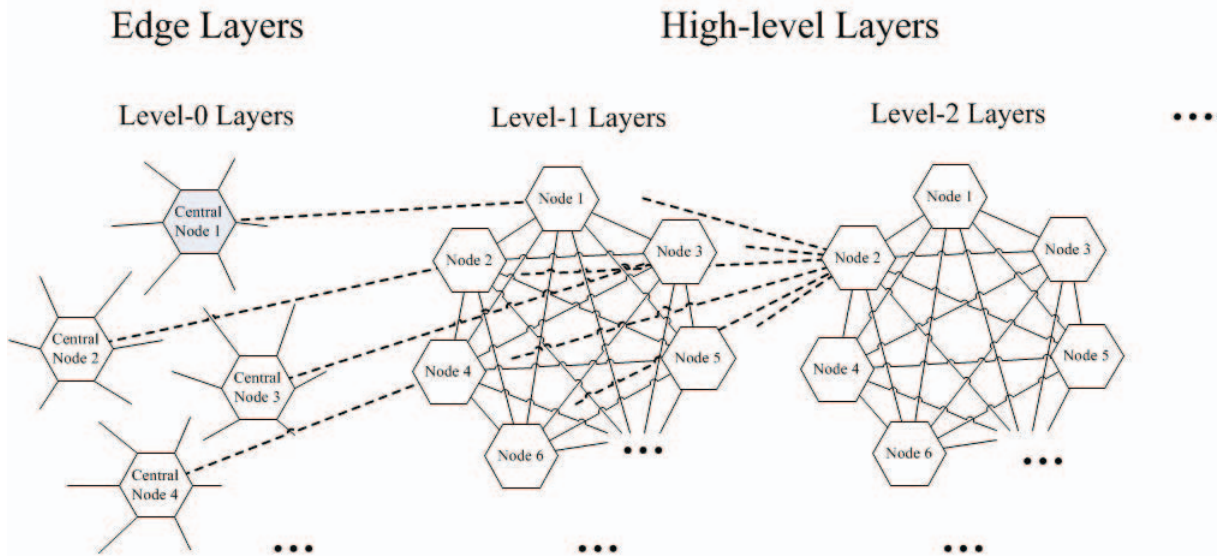 Edge Layers
High-level Layers
Level-0 Layers
Level-1 Layers
Level-2 Layers
•••
Central
Node 1
Central
Node 2
Central
Node 3
Central
Node 4
•••
Node 1
Node 2
Node 3
Node 4
Node 5
Node 6
•••
•••
Node 1
Node 2
Node 3
Node 4
Node 5
Node 6
•••
•••